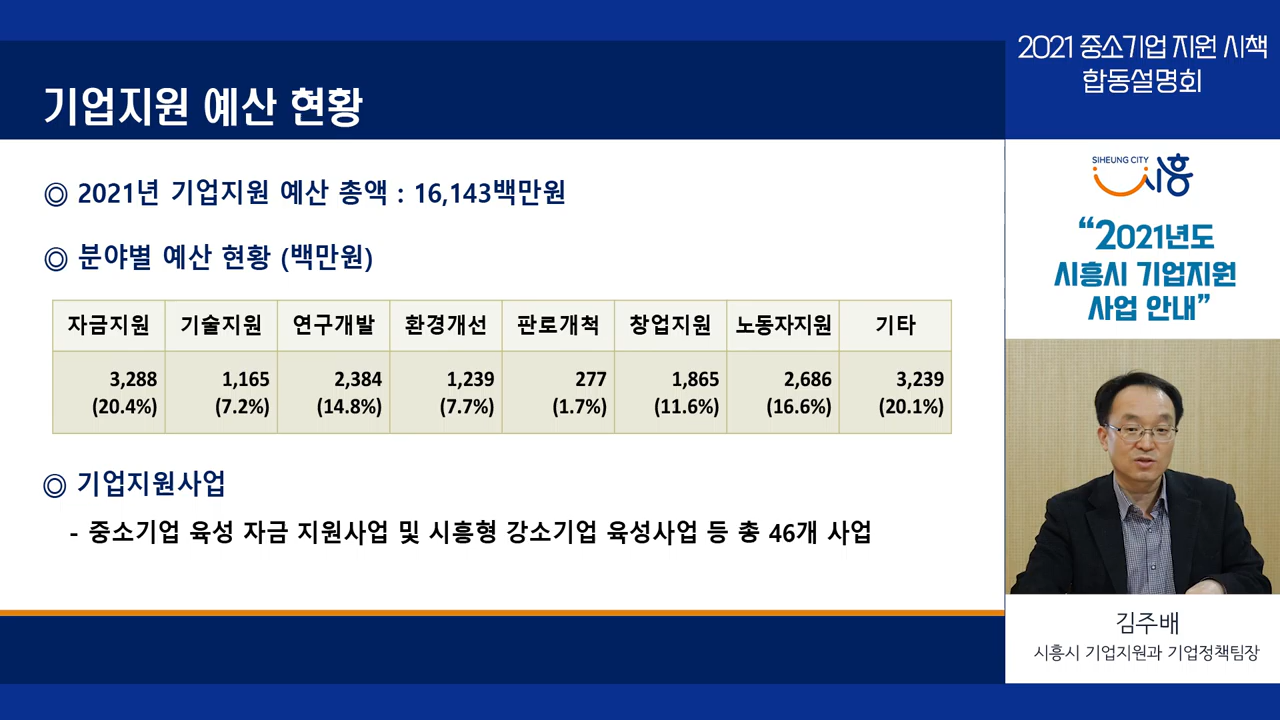 기업지원 예산 현황
◎ 2021년 기업지원 예산 총액 : 16,143백만원
◎ 분야별 예산 현황 (백만원)
자금지원 기술지원 연구개발 환경개선 판로개척 창업지원 노동자지원 기타
3,288 1,165 2,384 1,239 277 1,865 2,686 3,239
(20.4%) (7.2%) (14.8%) (7.7%) (1.7%) (11.6%) (16.6%) (20.1%)
◎ 기업지원사업
- 중소기업 육성 자금 지원사업 및 시흥형 강소기업 육성사업 등 총 46개 사업
2021 중소기업 지원 시책
합동설명회
SIHEUNG CITY
시흥
“2021년도
시흥시 기업지원
사업 안내”
김주배
시흥시 기업지원과 기업정책팀장